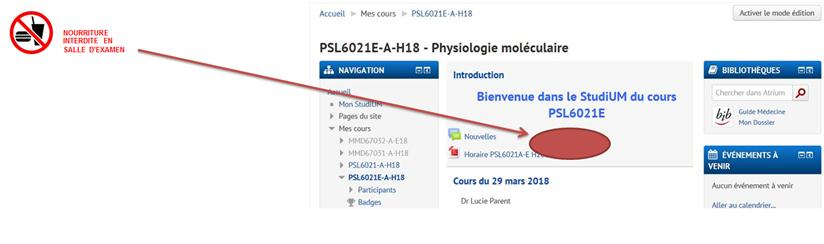 NOURRITURE
INTERDITE EN
SALLE D'EXAMEN
Accueil ► Mes cours ► PSL6021E-A-H18
Activer le mode édition
PSL6021E-A-H18 - Physiologie moléculaire
NAVIGATION
Accueil
Mon StudiUM
Pages du site
Mes cours
MMD67032-A-E18
MMD67031-A-H18
PSL6021-A-H18
PSL6021E-A-H18
Participants
Badges
Introduction
Bienvenue dans le StudiUM du cours
PSL6021E
Nouvelles
Horaire PSL6021A-E
Cours du 29 mars 2018
Dr Lucie Parent
BIBLIOTHÈQUES
Chercher dans Atrium
bib
Guide Médecine
Mon Dossier
ÉVÉNEMENTS À
VENIR
Aucun événement à venir
Aller au calendrier...